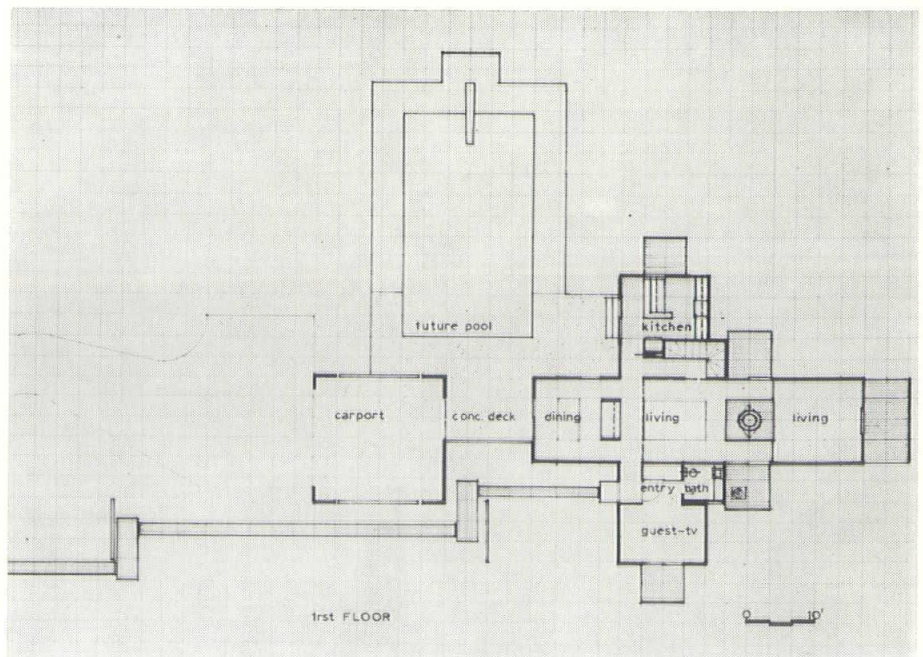 future pool
kitchen
carport
conc. deck
dining
living
living
entry
bath
guest-tv
1rst FLOOR
0 10'